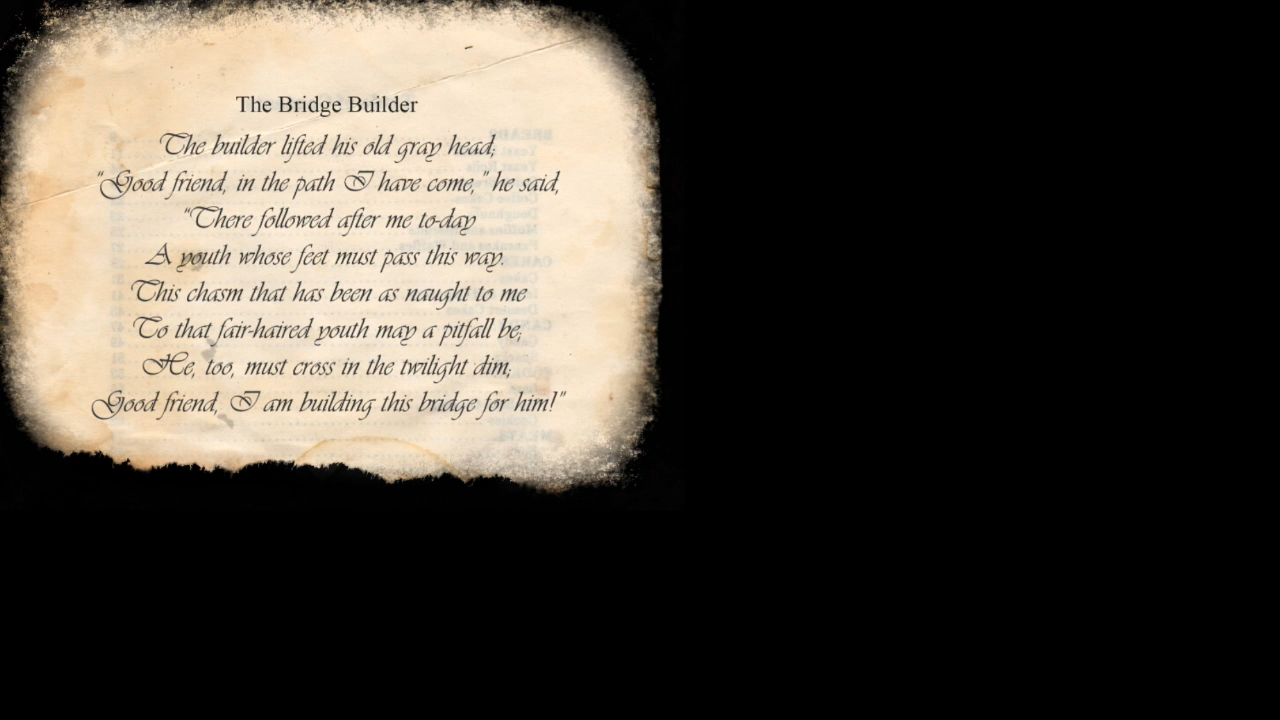 The Bridge Builder
The builder lifted his old gray head;
“Good friend, in the path I have come,” he said,
“There followed after me to-day
A youth whose feet must pass this way.
This chasm that has been as naught to me
To that fair-haired youth may a pitfall be;
He, too, must cross in the twilight dim;
Good friend, I am building this bridge for him!”